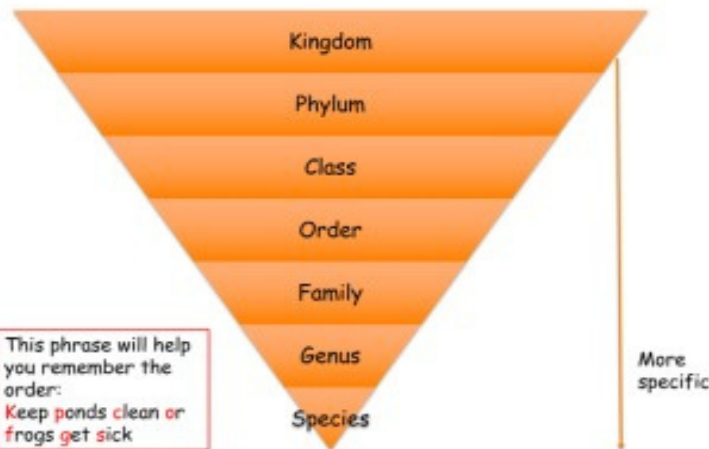 Kingdom
Phylum
Class
Order
Family
Genus
Species
This phrase will help
you remember the
order:
Keep ponds clean or
frogs get sick
More
specific